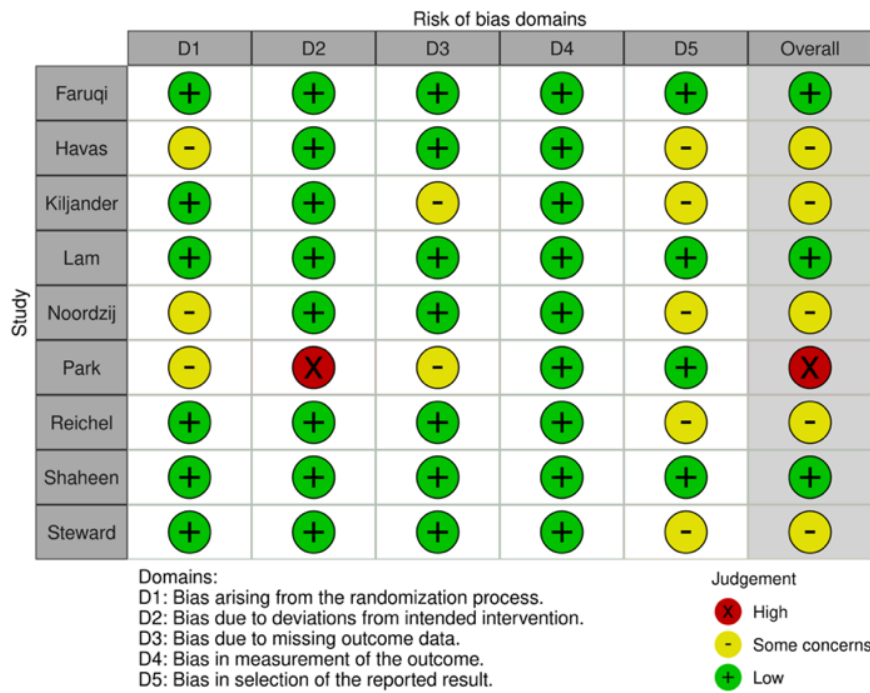 Risk of bias domains
D1 D2 D3 D4 D5 Overall
Study
Faruqi + + + + + +
Havas - + + + - -
Kiljander + + - + - -
Lam + + + + + +
Noordzij - + + + - -
Park - X - + + X
Reichel + + + + - -
Shaheen + + + + + +
Steward + + + + - -
Domains:
D1: Bias arising from the randomization process.
D2: Bias due to deviations from intended intervention.
D3: Bias due to missing outcome data.
D4: Bias in measurement of the outcome.
D5: Bias in selection of the reported result.
Judgement
X High
- Some concerns
+ Low